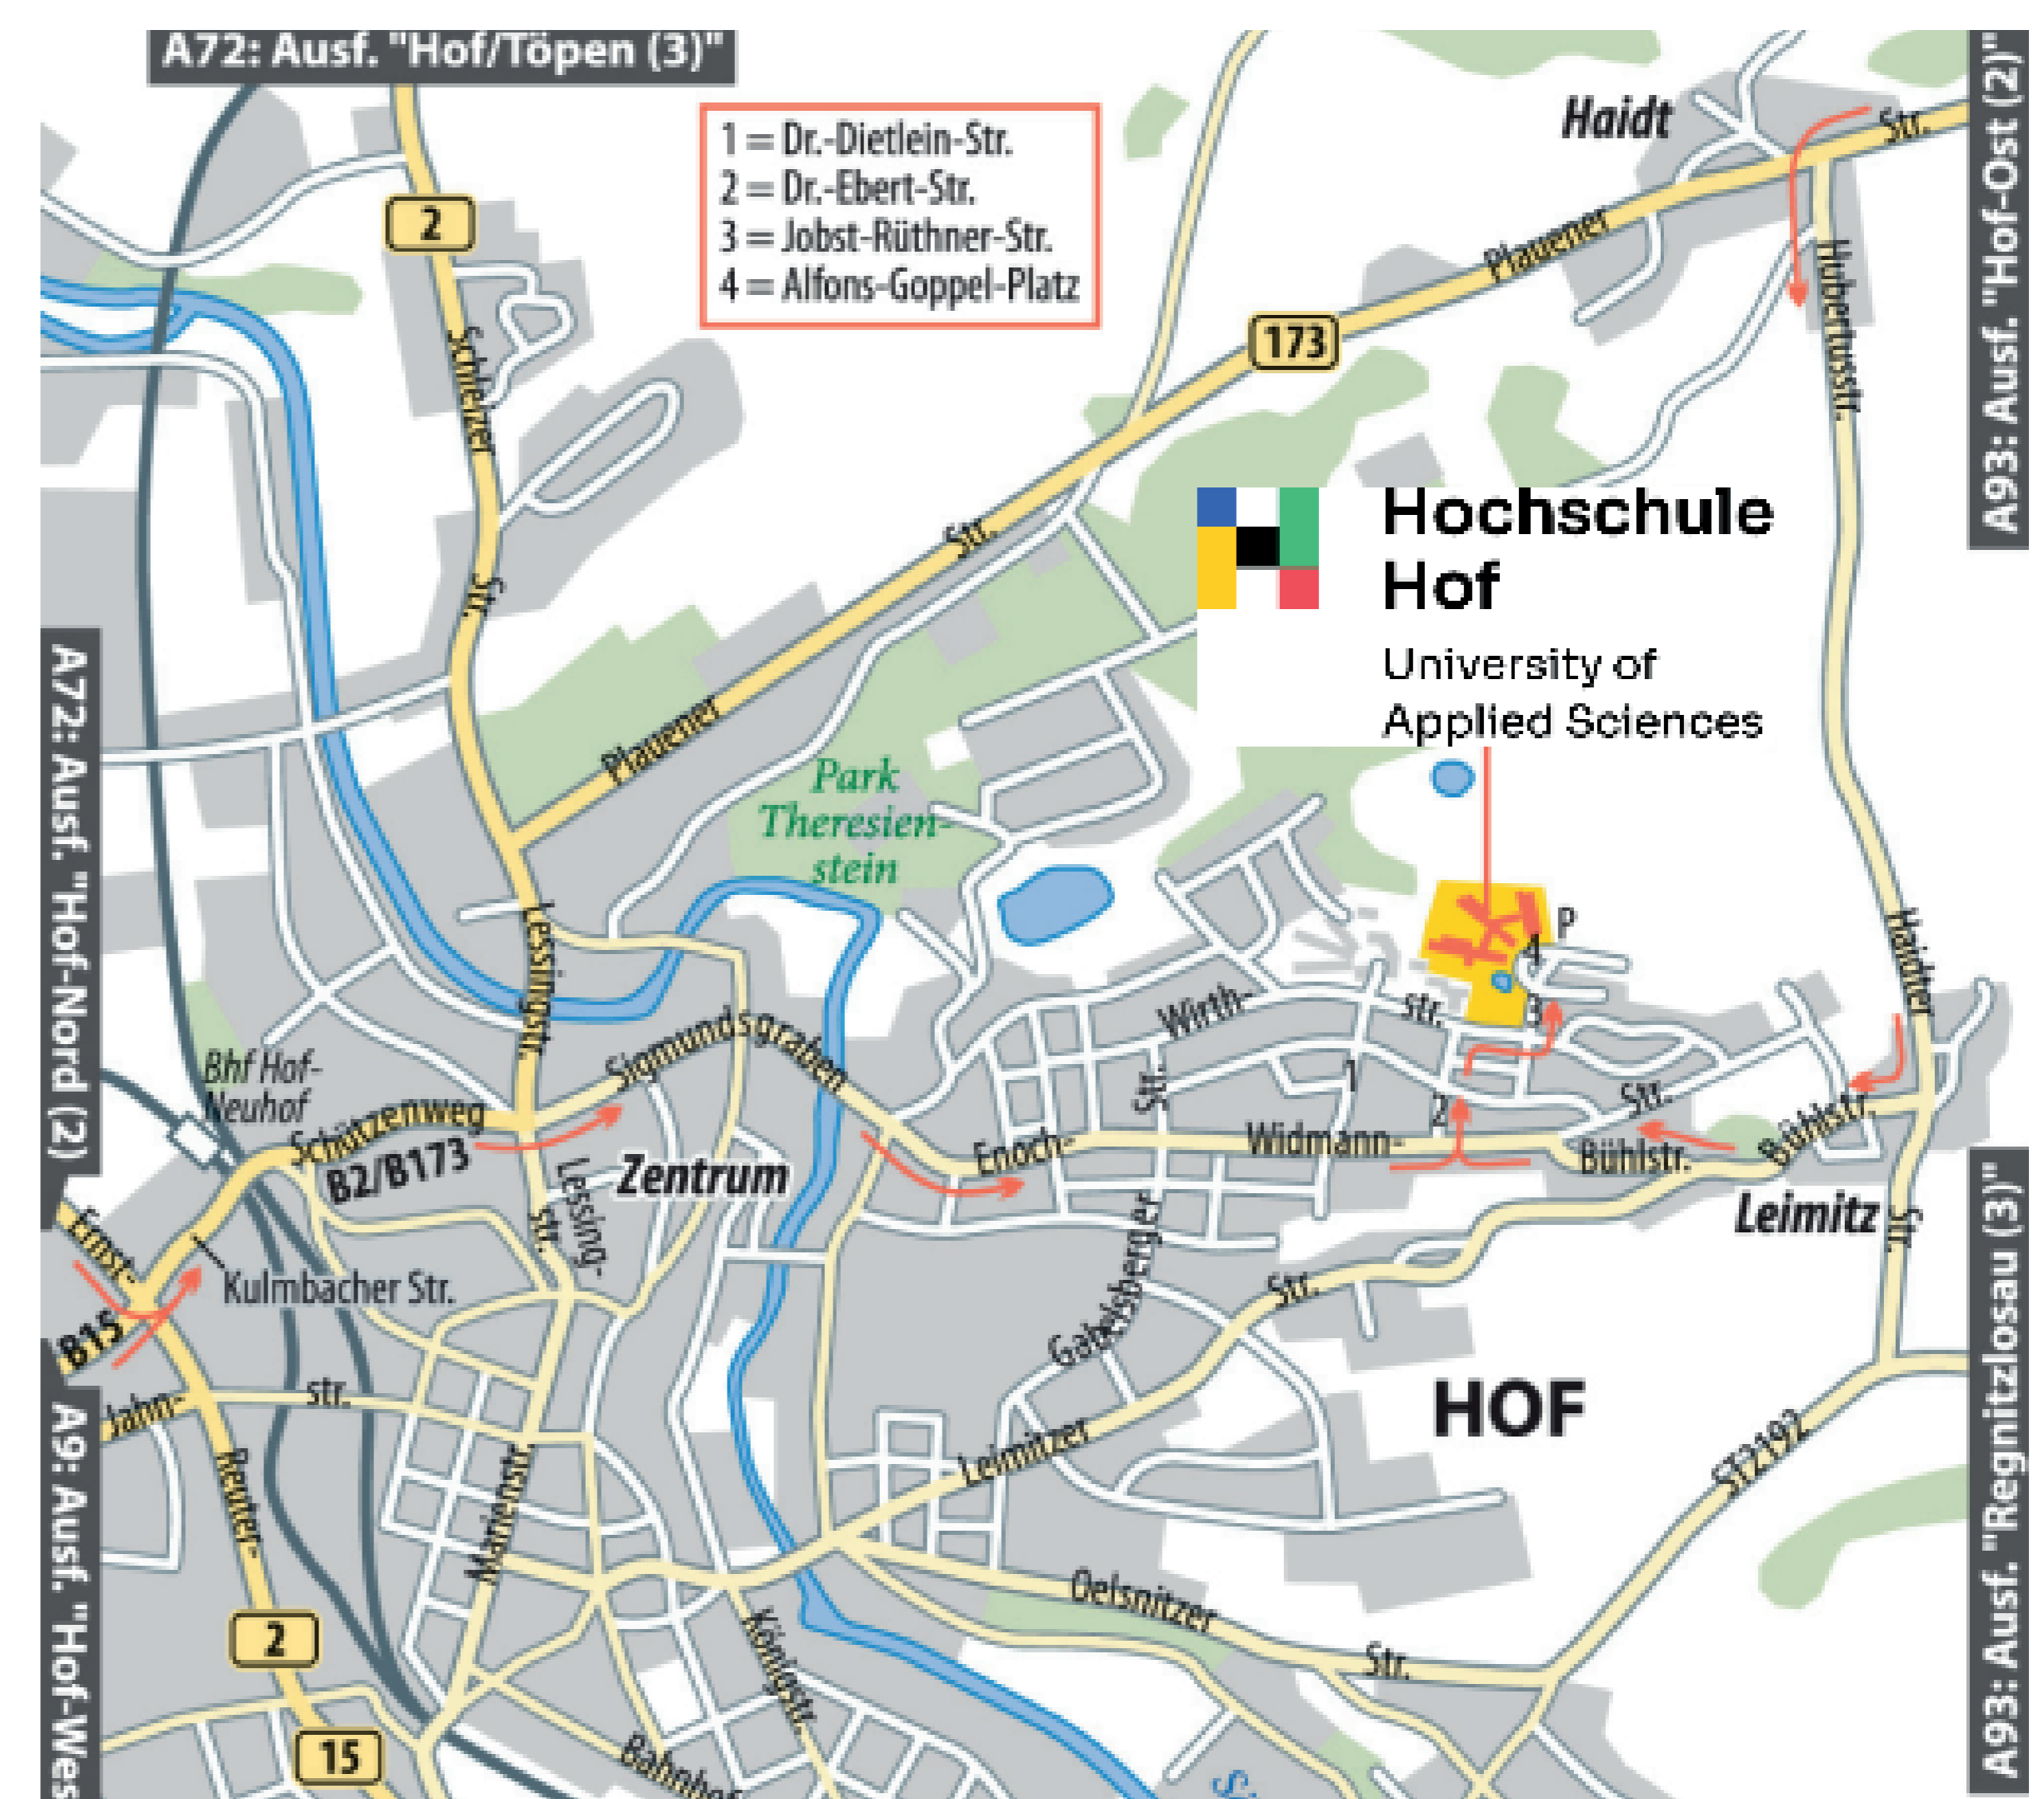 A72: Ausf. "Hof/Töpen (3)"
1 = Dr.-Dietlein-Str.
2 = Dr.-Ebert-Str.
3 = Jobst-Rüthner-Str.
4 = Alfons-Goppel-Platz
Haidt
Str.
A93: Ausf. "Hof-Ost (2)"
2
Plauener
Hubertusstr.
173
Schleizer
Str.
Str.
Hochschule
Hof
University of
Applied Sciences
A72: Ausf. "Hof-Nord (2)
Plauener
Park
Theresien-
stein
P
4
3
Haidter
Lessingstr.
Sigmundsgraben
Wirth-
str.
Bhf Hof-
Neuhof
Schützenweg
B2/B173
Str.
1
2
Str.
Bühlstr.
Enoch-
Widmann-
Bühlstr.
Zentrum
Lessing-
str.
Leimitz
Str.
Ernst-
Kulmbacher Str.
B15
Gabelsberger
Str.
HOF
A93: Ausf. "Regnitzlosau (3)"
Jahn-
str.
A9: Ausf. "Hof-Wes
Reuter-
Marienstr.
Leimitzer
ST2192
Oelsnitzer
Str.
2
Königstr.
15
Bahnhof